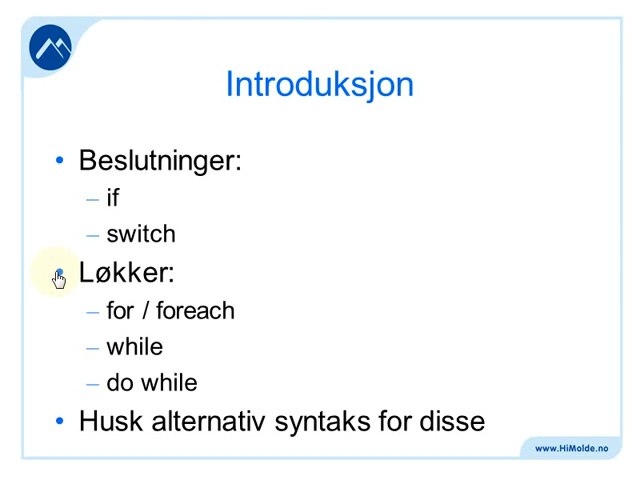 Introduksjon
• Beslutninger:
– if
– switch
• Løkker:
– for / foreach
– while
– do while
• Husk alternativ syntaks for disse
www.HiMolde.no